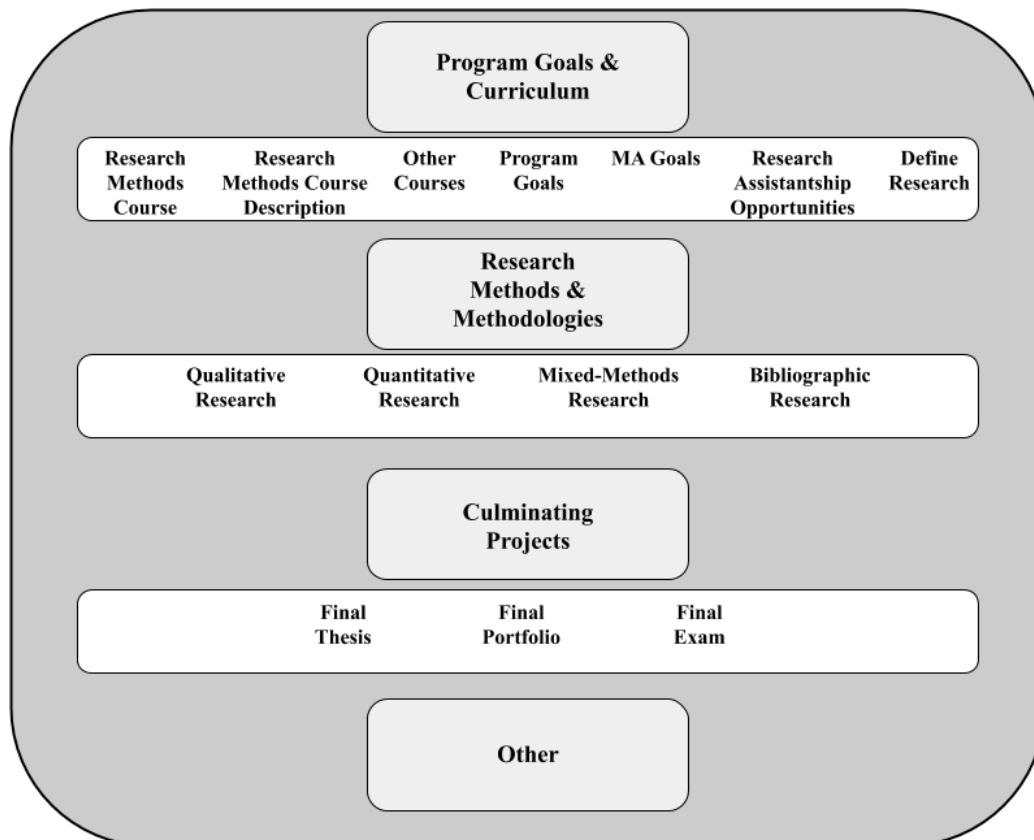 Program Goals &
Curriculum
Research Methods Course
Research Methods Course Description
Other Courses
Program Goals
MA Goals
Research Assistantship Opportunities
Define Research
Research
Methods &
Methodologies
Qualitative Research
Quantitative Research
Mixed-Methods Research
Bibliographic Research
Culminating
Projects
Final Thesis
Final Portfolio
Final Exam
Other